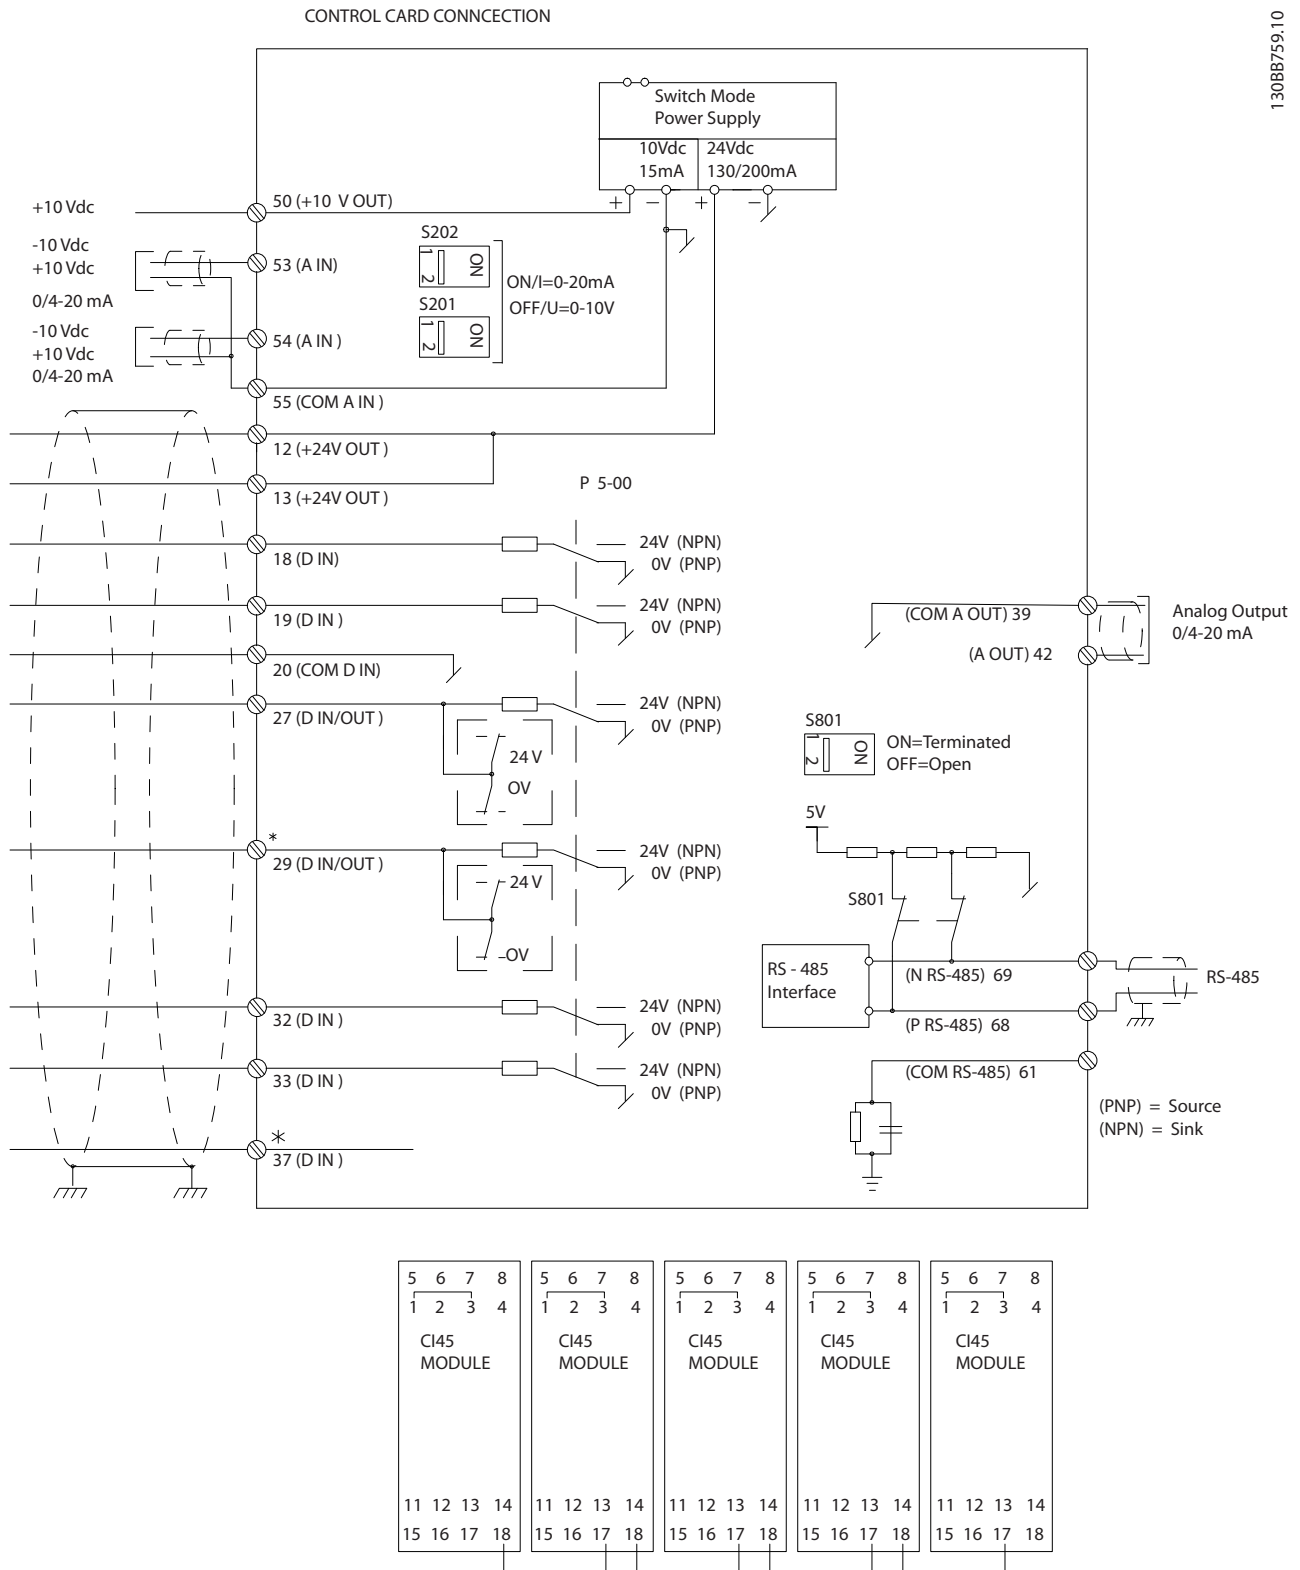 CONTROL CARD CONNCECTION
130BB759.10
Switch Mode
Power Supply
10Vdc
15mA
24Vdc
130/200mA
+ − + −
+10 Vdc
50 (+10 V OUT)
-10 Vdc
+10 Vdc
0/4-20 mA
53 (A IN)
S202
1
2
ON
ON/I=0-20mA
OFF/U=0-10V
S201
1
2
ON
-10 Vdc
+10 Vdc
0/4-20 mA
54 (A IN )
55 (COM A IN )
12 (+24V OUT )
13 (+24V OUT )
P 5-00
18 (D IN)
24V (NPN)
0V (PNP)
19 (D IN )
24V (NPN)
0V (PNP)
(COM A OUT) 39
Analog Output
0/4-20 mA
(A OUT) 42
20 (COM D IN)
27 (D IN/OUT )
24V (NPN)
0V (PNP)
24 V
OV
S801
1
2
ON
ON=Terminated
OFF=Open
5V
*
29 (D IN/OUT )
24V (NPN)
0V (PNP)
24 V
OV
S801
RS - 485
Interface
(N RS-485) 69
RS-485
(P RS-485) 68
(COM RS-485) 61
32 (D IN )
24V (NPN)
0V (PNP)
33 (D IN )
24V (NPN)
0V (PNP)
(PNP) = Source
(NPN) = Sink
*
37 (D IN )
5 6 7 8
1 2 3 4
CI45
MODULE
11 12 13 14
15 16 17 18
5 6 7 8
1 2 3 4
CI45
MODULE
11 12 13 14
15 16 17 18
5 6 7 8
1 2 3 4
CI45
MODULE
11 12 13 14
15 16 17 18
5 6 7 8
1 2 3 4
CI45
MODULE
11 12 13 14
15 16 17 18
5 6 7 8
1 2 3 4
CI45
MODULE
11 12 13 14
15 16 17 18